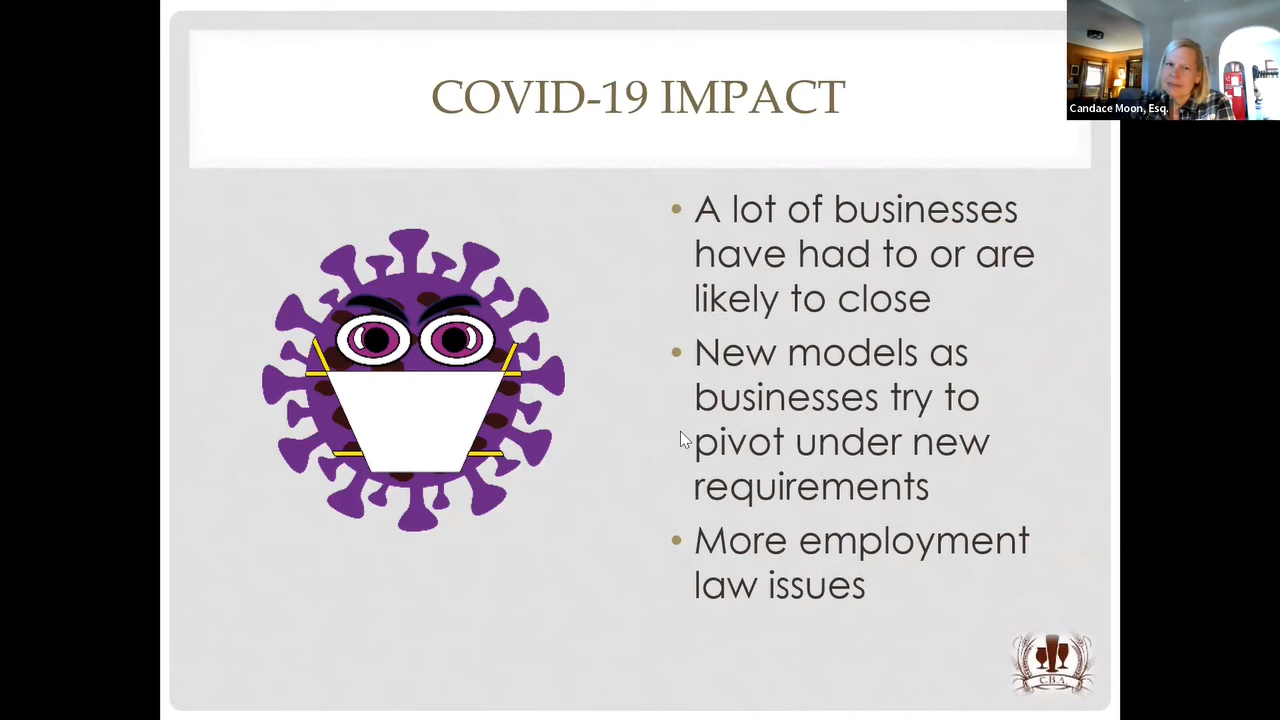 COVID-19 IMPACT
Candace Moon, Esq.
• A lot of businesses
have had to or are
likely to close
• New models as
businesses try to
pivot under new
requirements
• More employment
law issues
C.B.A.